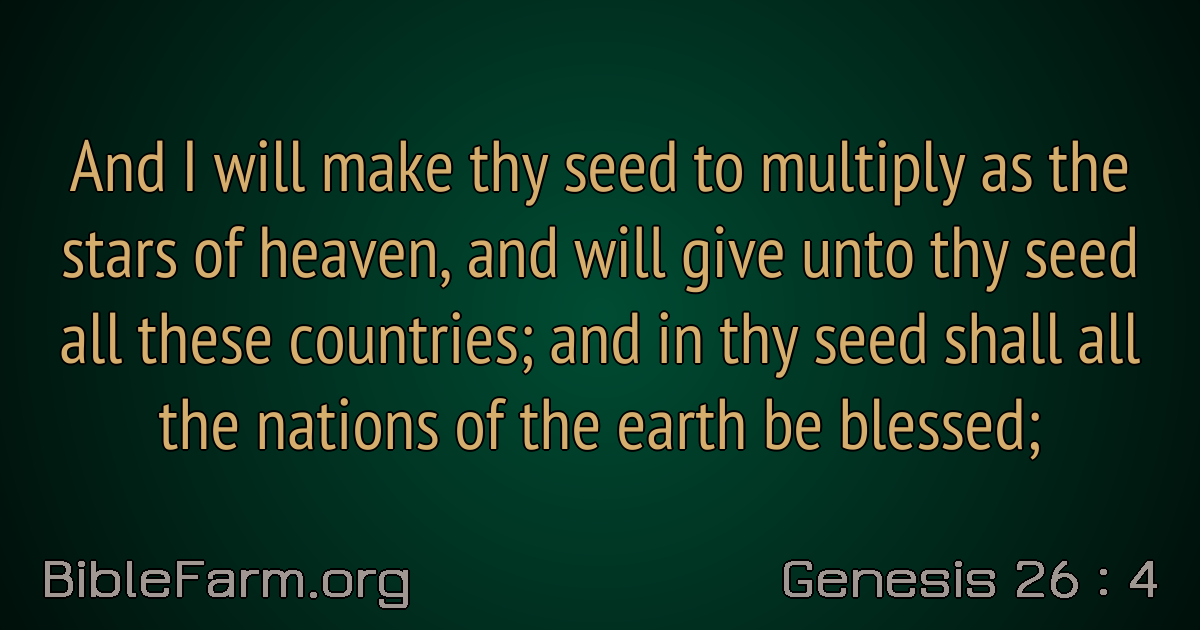 And I will make thy seed to multiply as the
stars of heaven, and will give unto thy seed
all these countries; and in thy seed shall all
the nations of the earth be blessed;
BibleFarm.org
Genesis 26 : 4